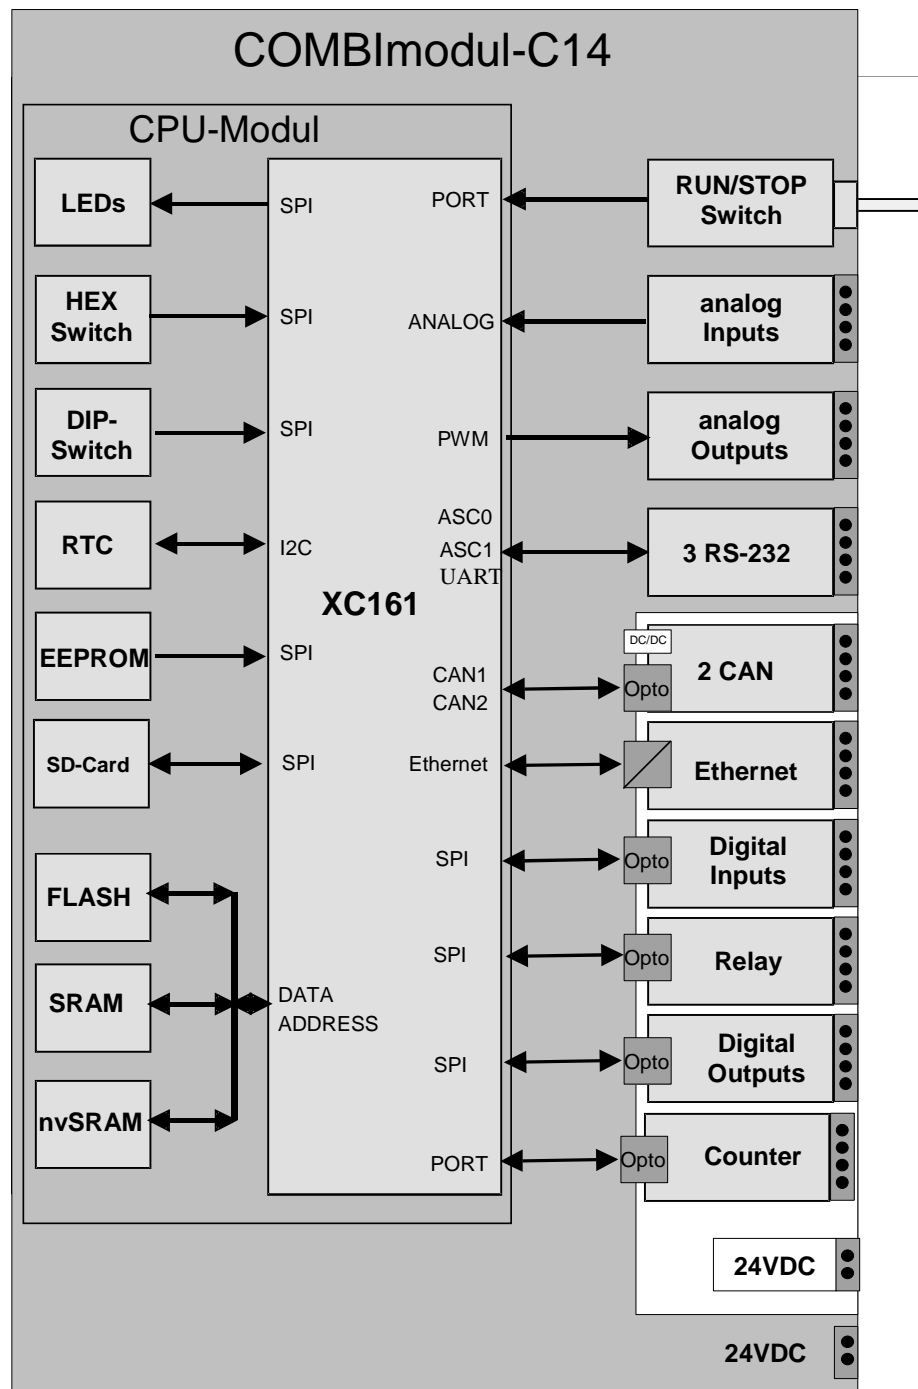 COMBImodul-C14
CPU-Modul
LEDs
SPI
PORT
RUN/STOP
Switch
HEX
Switch
SPI
ANALOG
analog
Inputs
DIP-
Switch
SPI
PWM
analog
Outputs
RTC
I2C
ASC0
ASC1
UART
3 RS-232
XC161
EEPROM
SPI
CAN1
CAN2
DC/DC
Opto
2 CAN
SD-Card
SPI
Ethernet
Ethernet
SPI
Opto
Digital
Inputs
FLASH
SPI
Opto
Relay
SRAM
DATA
ADDRESS
SPI
Opto
Digital
Outputs
nvSRAM
PORT
Opto
Counter
24VDC
24VDC